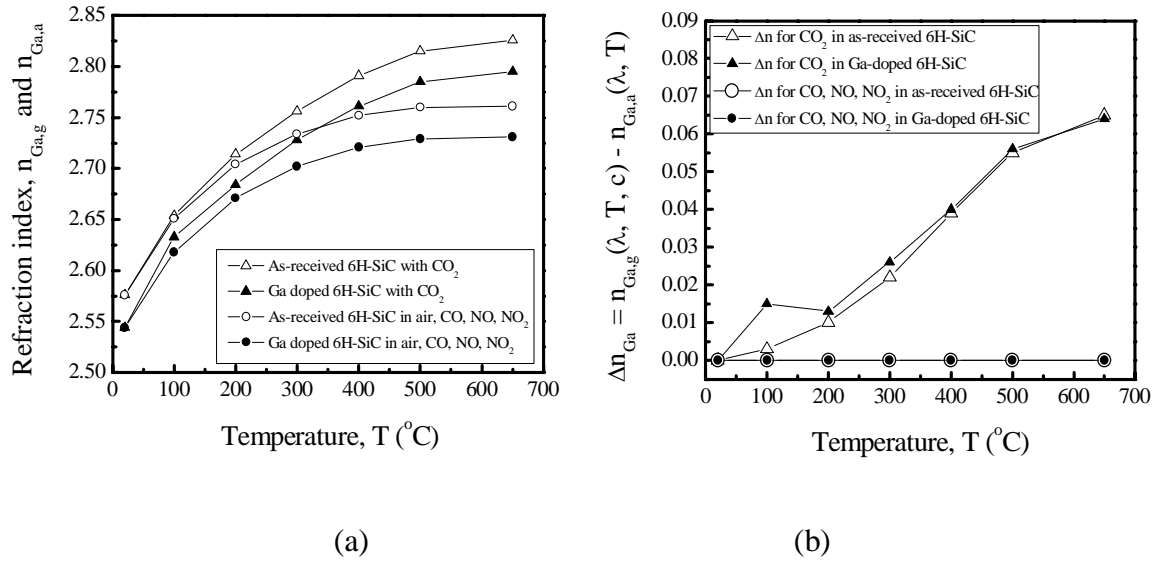 Refraction index, n_Ga,g and n_Ga,a
2.85
2.80
2.75
2.70
2.65
2.60
2.55
2.50
As-received 6H-SiC with CO₂
Ga doped 6H-SiC with CO₂
As-received 6H-SiC in air, CO, NO, NO₂
Ga doped 6H-SiC in air, CO, NO, NO₂
0 100 200 300 400 500 600 700
Temperature, T (°C)
(a)
Δn_Ga = n_Ga,g(λ, T, c) - n_Ga,a(λ, T)
0.09
0.08
0.07
0.06
0.05
0.04
0.03
0.02
0.01
0.00
Δn for CO₂ in as-received 6H-SiC
Δn for CO₂ in Ga-doped 6H-SiC
Δn for CO, NO, NO₂ in as-received 6H-SiC
Δn for CO, NO, NO₂ in Ga-doped 6H-SiC
0 100 200 300 400 500 600 700
Temperature, T (°C)
(b)